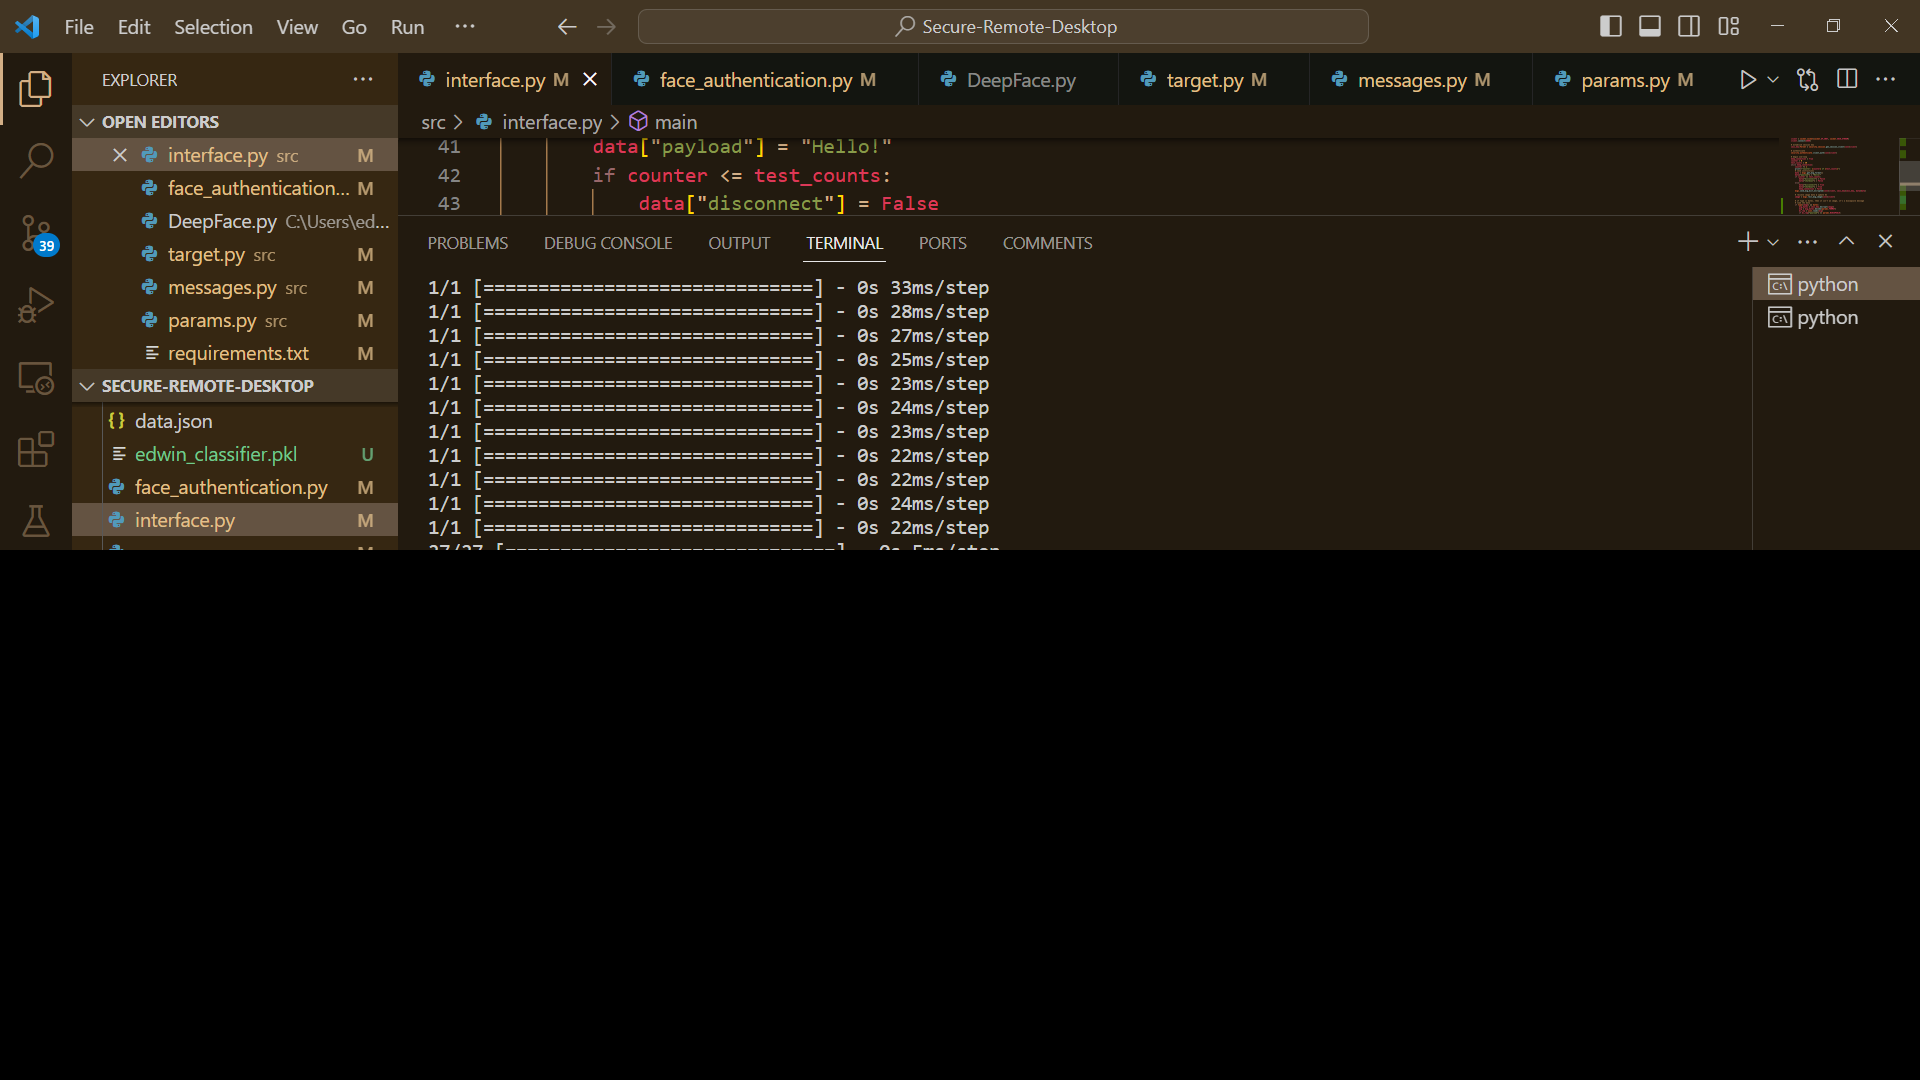 File Edit Selection View Go Run ··· Secure-Remote-Desktop
EXPLORER
OPEN EDITORS
interface.py src M
face_authentication... M
DeepFace.py C:\Users\ed...
target.py src M
messages.py src M
params.py src M
requirements.txt M
SECURE-REMOTE-DESKTOP
{} data.json
edwin_classifier.pkl U
face_authentication.py M
interface.py M
39
interface.py M face_authentication.py M DeepFace.py target.py M messages.py M params.py M
src > interface.py > main
41 data["payload"] = "Hello!"
42 if counter <= test_counts:
43 data["disconnect"] = False
PROBLEMS DEBUG CONSOLE OUTPUT TERMINAL PORTS COMMENTS
1/1 [==============================] - 0s 33ms/step
1/1 [==============================] - 0s 28ms/step
1/1 [==============================] - 0s 27ms/step
1/1 [==============================] - 0s 25ms/step
1/1 [==============================] - 0s 23ms/step
1/1 [==============================] - 0s 24ms/step
1/1 [==============================] - 0s 23ms/step
1/1 [==============================] - 0s 22ms/step
1/1 [==============================] - 0s 22ms/step
1/1 [==============================] - 0s 24ms/step
1/1 [==============================] - 0s 22ms/step
27/27 [==============================] - 0s 5ms/step
python
python